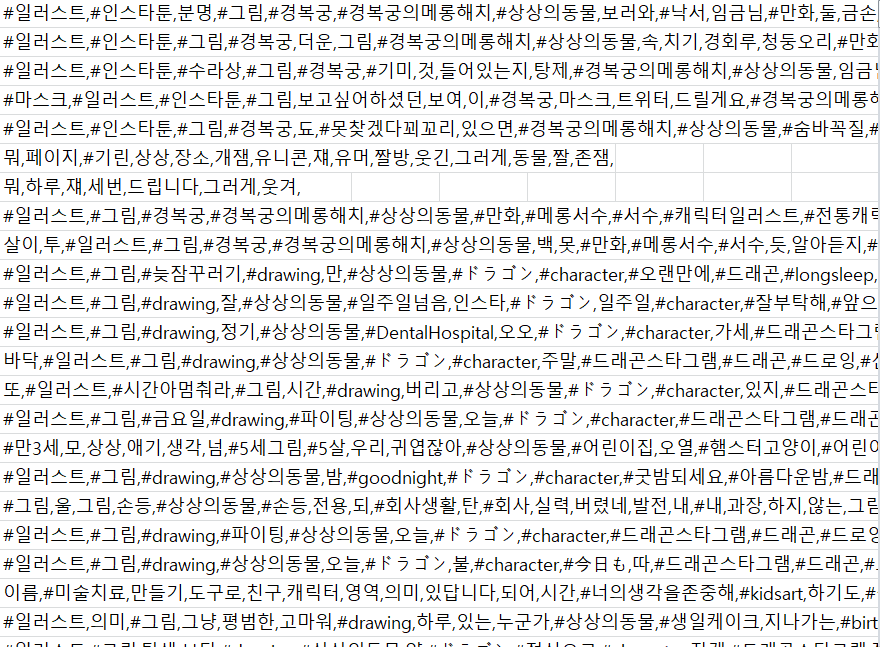 #일러스트,#인스타툰,분명,#그림,#경복궁,#경복궁의메롱해치,#상상의동물,보러와,#낙서,임금님,#만화,둘,금손
#일러스트,#인스타툰,#그림,#경복궁,더운,그림,#경복궁의메롱해치,#상상의동물,속,치기,경회루,청둥오리,#만화
#일러스트,#인스타툰,#수라상,#그림,#경복궁,#기미,것,들어있는지,탕제,#경복궁의메롱해치,#상상의동물,임금님
#마스크,#일러스트,#인스타툰,#그림,보고싶어하셨던,보여,이,#경복궁,마스크,트위터,드릴게요,#경복궁의메롱해
#일러스트,#인스타툰,#그림,#경복궁,됴,#못찾겠다꾀꼬리,있으면,#경복궁의메롱해치,#상상의동물,#숨바꼭질,#
뭐,페이지,#기린,상상,장소,개잼,유니콘,쟤,유머,짤방,웃긴,그러게,동물,짤,존잼,
뭐,하루,쟤,세번,드립니다,그러게,웃겨,
#일러스트,#그림,#경복궁,#경복궁의메롱해치,#상상의동물,#만화,#메롱서수,#서수,#캐릭터일러스트,#전통캐릭
살이,투,#일러스트,#그림,#경복궁,#경복궁의메롱해치,#상상의동물,백,못,#만화,#메롱서수,#서수,듯,알아듣지,#
#일러스트,#그림,#늦잠꾸러기,#drawing,만,#상상의동물,#ドラゴン,#character,#오랜만에,#드래곤,#longsleep,
#일러스트,#그림,#drawing,잘,#상상의동물,#일주일넘음,인스타,#ドラゴン,일주일,#character,#잘부탁해,#앞으
#일러스트,#그림,#drawing,정기,#상상의동물,#DentalHospital,오오,#ドラゴン,#character,가세,#드래곤스타그
바닥,#일러스트,#그림,#drawing,#상상의동물,#ドラゴン,#character,주말,#드래곤스타그램,#드래곤,#드로잉,#
또,#일러스트,#시간아멈춰라,#그림,시간,#drawing,버리고,#상상의동물,#ドラゴン,#character,있지,#드래곤스타
#일러스트,#그림,#금요일,#drawing,#파이팅,#상상의동물,오늘,#ドラゴン,#character,#드래곤스타그램,#드래곤
#만3세,모,상상,애기,생각,넘,#5세그림,#5살,우리,귀엽잖아,#상상의동물,#어린이집,오열,#햄스터고양이,#어린이
#일러스트,#그림,#drawing,#상상의동물,밤,#goodnight,#ドラゴン,#character,#굿밤되세요,#아름다운밤,#드래
#그림,울,그림,손등,#상상의동물,#손등,전용,되,#회사생활,탄,#회사,실력,버렸네,발전,내,#내,과장,하지,않는,그림
#일러스트,#그림,#drawing,#파이팅,#상상의동물,오늘,#ドラゴン,#character,#드래곤스타그램,#드래곤,#드로잉
#일러스트,#그림,#drawing,#상상의동물,오늘,#ドラゴン,불,#character,#今日も,따,#드래곤스타그램,#드래곤,#
이름,#미술치료,만들기,도구로,친구,캐릭터,영역,의미,있답니다,되어,시간,#너의생각을존중해,#kidsart,하기도,#
#일러스트,의미,#그림,그냥,평범한,고마워,#drawing,하루,있는,누군가,#상상의동물,#생일케이크,지나가는,#birt